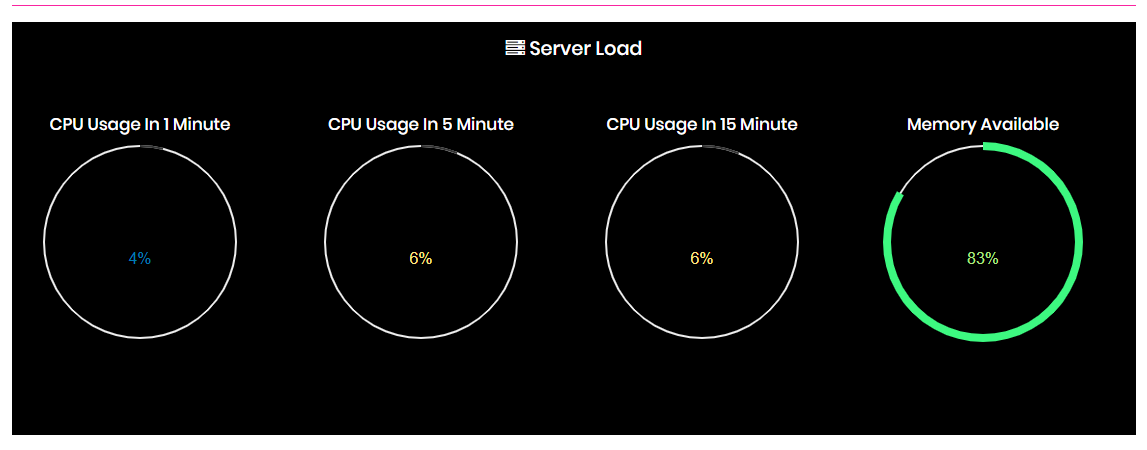 Server Load
CPU Usage In 1 Minute
CPU Usage In 5 Minute
CPU Usage In 15 Minute
Memory Available
4%
6%
6%
83%